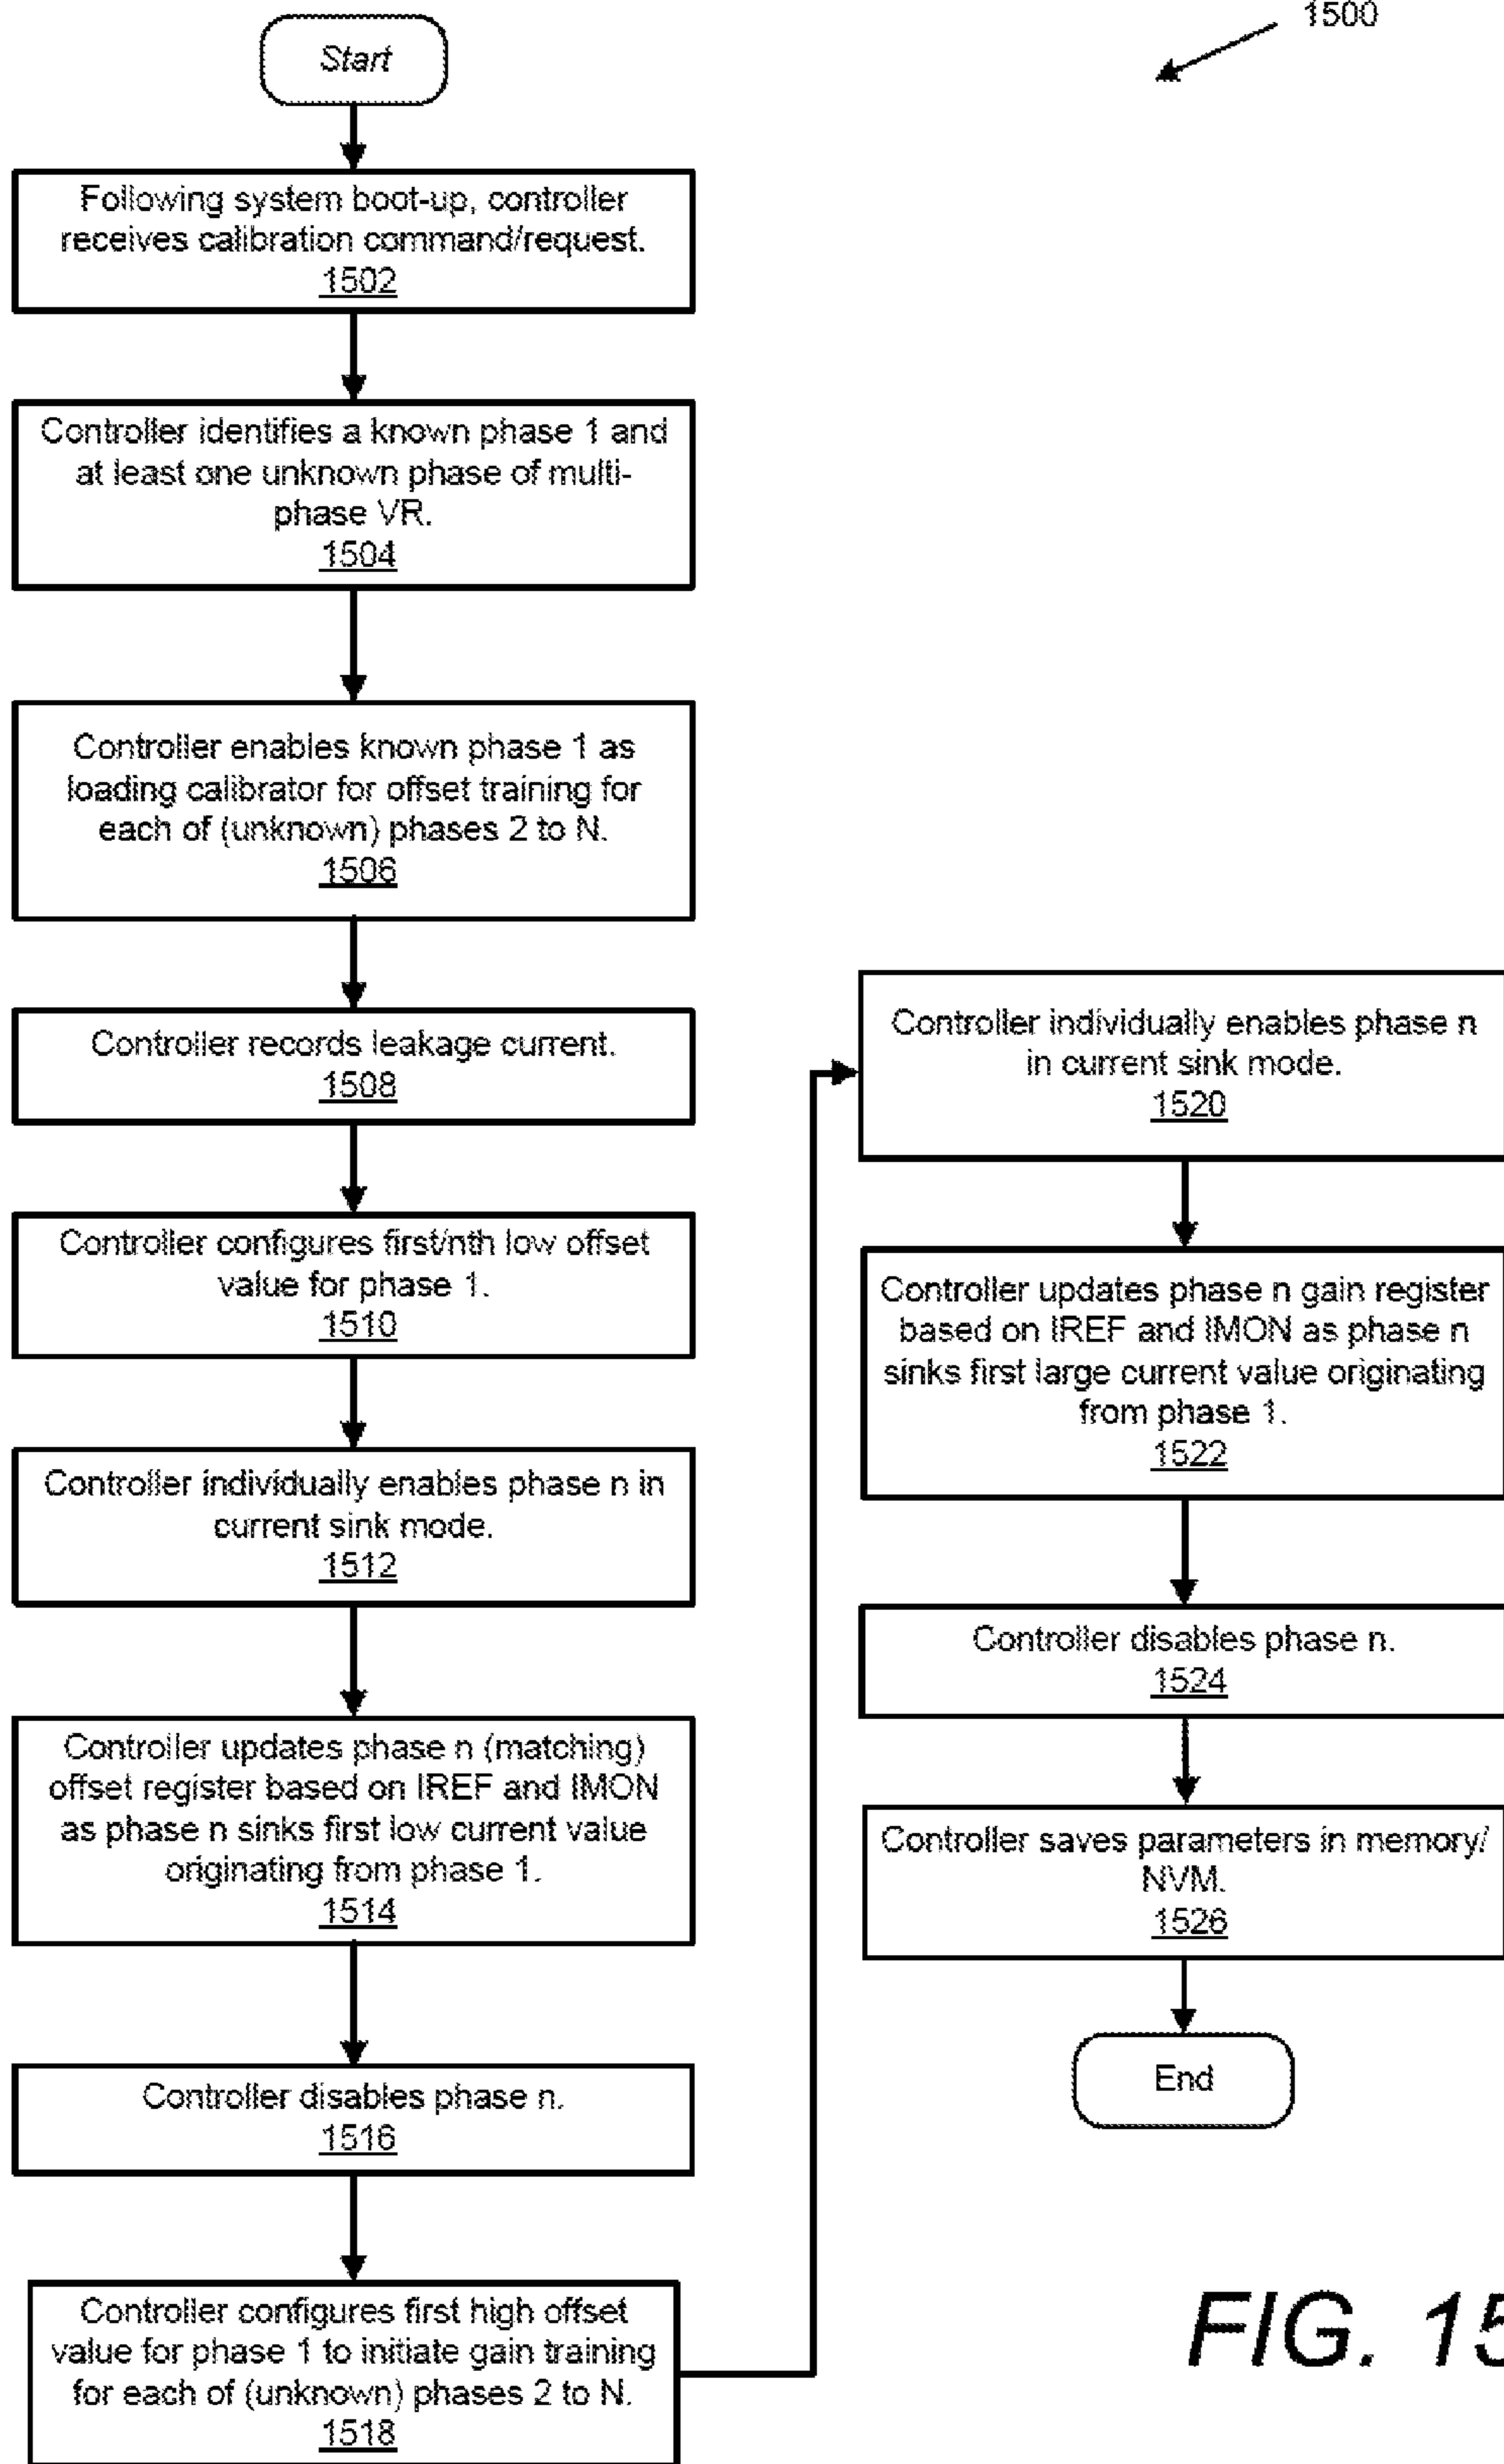 1500
Start
Following system boot-up, controller
receives calibration command/request.
1502
Controller identifies a known phase 1 and
at least one unknown phase of multi-
phase VR.
1504
Controller enables known phase 1 as
loading calibrator for offset training for
each of (unknown) phases 2 to N.
1506
Controller records leakage current.
1508
Controller configures first/nth low offset
value for phase 1.
1510
Controller individually enables phase n in
current sink mode.
1512
Controller updates phase n (matching)
offset register based on IREF and IMON
as phase n sinks first low current value
originating from phase 1.
1514
Controller disables phase n.
1516
Controller configures first high offset
value for phase 1 to initiate gain training
for each of (unknown) phases 2 to N.
1518
Controller individually enables phase n
in current sink mode.
1520
Controller updates phase n gain register
based on IREF and IMON as phase n
sinks first large current value originating
from phase 1.
1522
Controller disables phase n.
1524
Controller saves parameters in memory/
NVM.
1526
End
FIG. 15